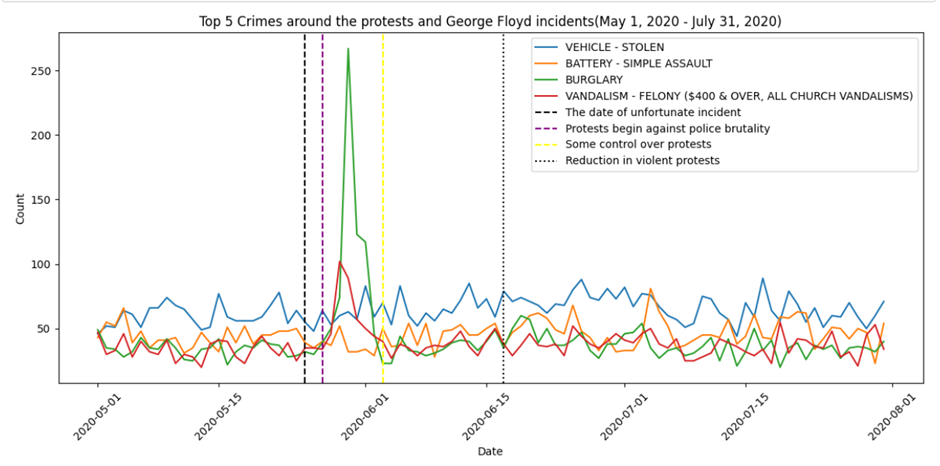 Top 5 Crimes around the protests and George Floyd incidents(May 1, 2020 - July 31, 2020)
VEHICLE - STOLEN
BATTERY - SIMPLE ASSAULT
BURGLARY
VANDALISM - FELONY ($400 & OVER, ALL CHURCH VANDALISMS)
The date of unfortunate incident
Protests begin against police brutality
Some control over protests
Reduction in violent protests
Count
250
200
150
100
50
2020-05-01
2020-05-15
2020-06-01
2020-06-15
2020-07-01
2020-07-15
2020-08-01
Date